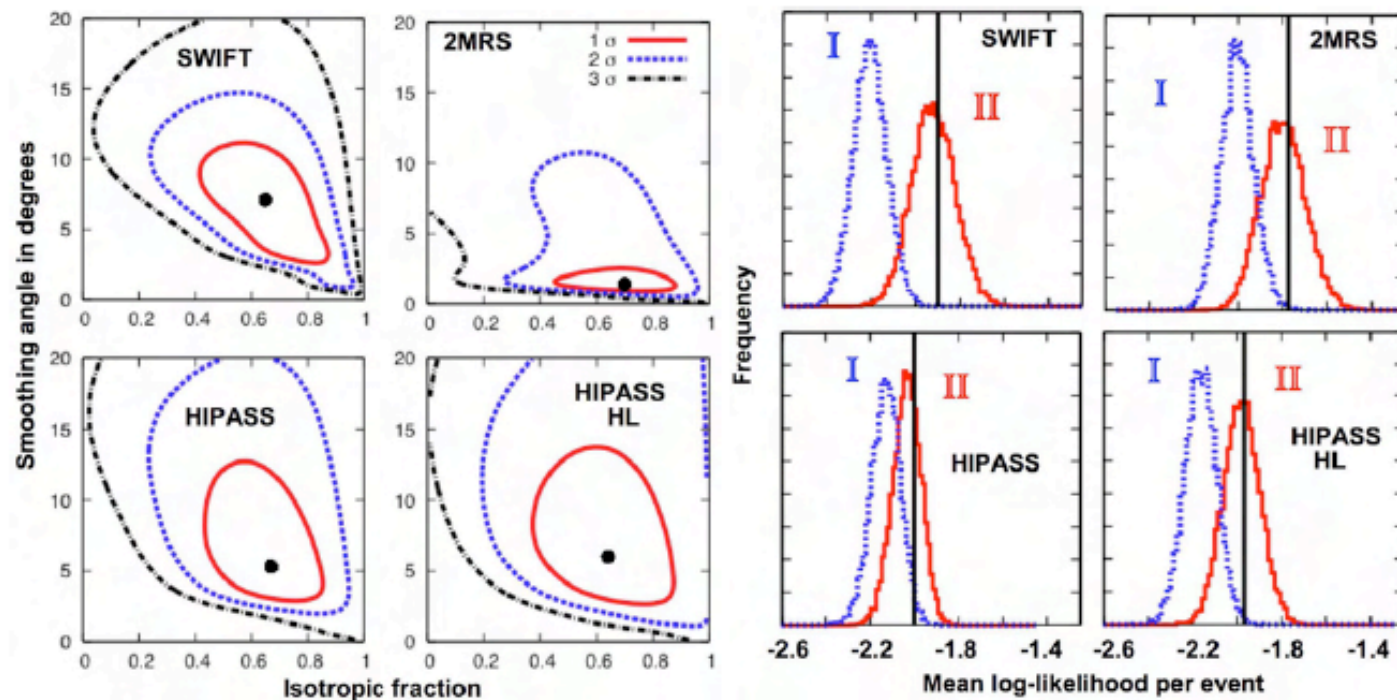 20
15
10
5
0
SWIFT
0 0.2 0.4 0.6 0.8 1
20
15
10
5
0
2MRS
1 σ
2 σ
3 σ
0 0.2 0.4 0.6 0.8 1
20
15
10
5
0
HIPASS
0 0.2 0.4 0.6 0.8 1
20
15
10
5
0
HIPASS
HL
0 0.2 0.4 0.6 0.8 1
Smoothing angle in degrees
Isotropic fraction
I
II
SWIFT
I
II
2MRS
I
II
HIPASS
I
II
HIPASS
HL
Frequency
-2.6 -2.2 -1.8 -1.4
-2.6 -2.2 -1.8 -1.4
Mean log-likelihood per event